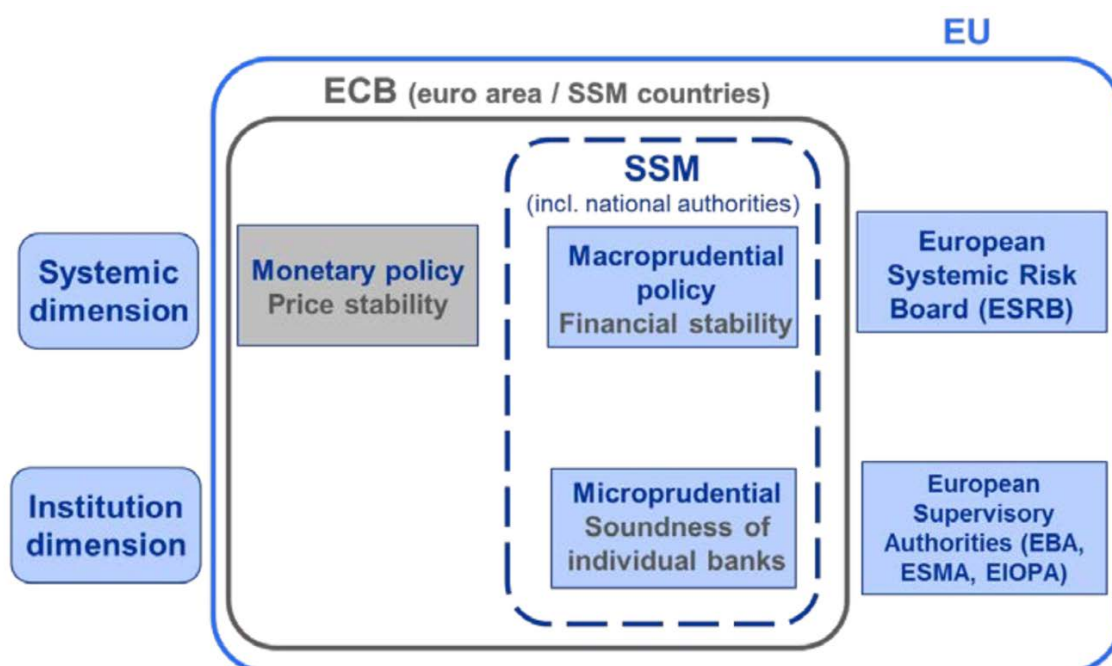 EU
ECB (euro area / SSM countries)
SSM
(incl. national authorities)
Systemic
dimension
Monetary policy
Price stability
Macroprudential
policy
Financial stability
European
Systemic Risk
Board (ESRB)
Institution
dimension
Microprudential
Soundness of
individual banks
European
Supervisory
Authorities (EBA,
ESMA, EIOPA)